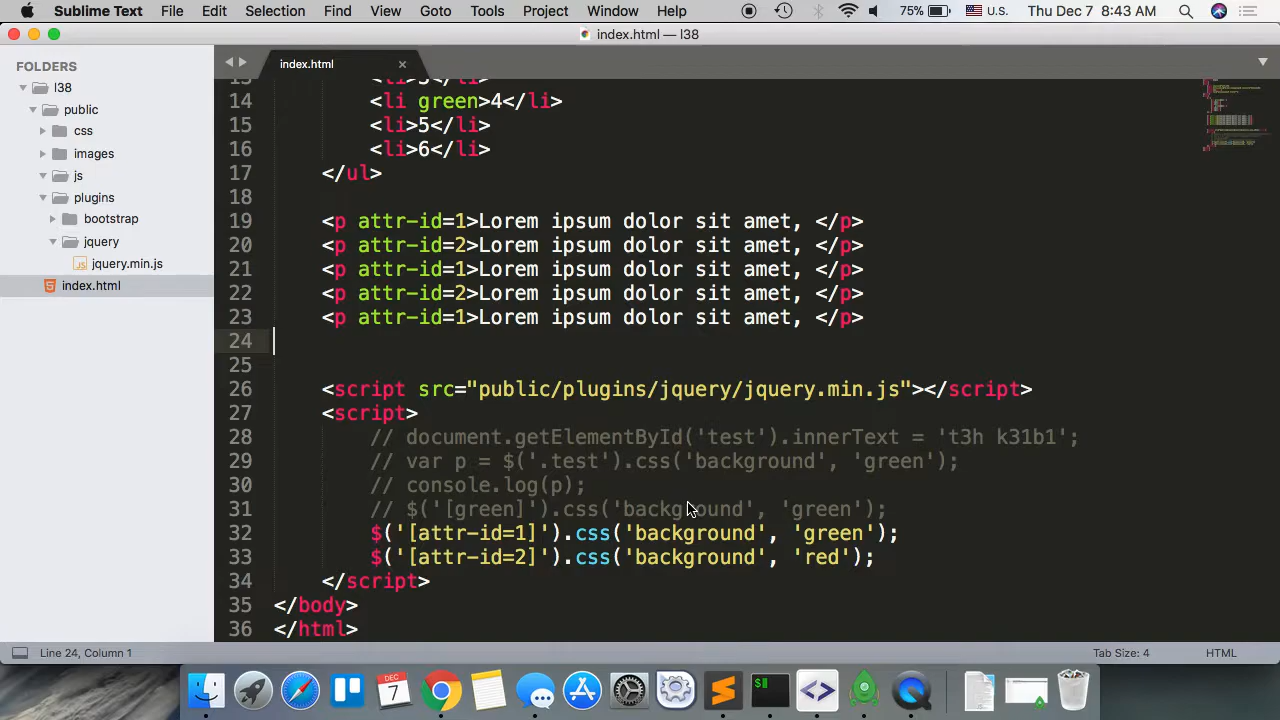 Sublime Text File Edit Selection Find View Goto Tools Project Window Help 75% U.S. Thu Dec 7 8:43 AM
index.html — l38
FOLDERS
l38
public
css
images
js
plugins
bootstrap
jquery
jquery.min.js
index.html
index.html
14 <li green>4</li>
15 <li>5</li>
16 <li>6</li>
17 </ul>
18
19 <p attr-id=1>Lorem ipsum dolor sit amet, </p>
20 <p attr-id=2>Lorem ipsum dolor sit amet, </p>
21 <p attr-id=1>Lorem ipsum dolor sit amet, </p>
22 <p attr-id=2>Lorem ipsum dolor sit amet, </p>
23 <p attr-id=1>Lorem ipsum dolor sit amet, </p>
24
25
26 <script src="public/plugins/jquery/jquery.min.js"></script>
27 <script>
28 // document.getElementById('test').innerText = 't3h k31b1';
29 // var p = $('.test').css('background', 'green');
30 // console.log(p);
31 // $('[green]').css('background', 'green');
32 $('[attr-id=1]').css('background', 'green');
33 $('[attr-id=2]').css('background', 'red');
34 </script>
35 </body>
36 </html>
Line 24, Column 1 Tab Size: 4 HTML
DEC
7